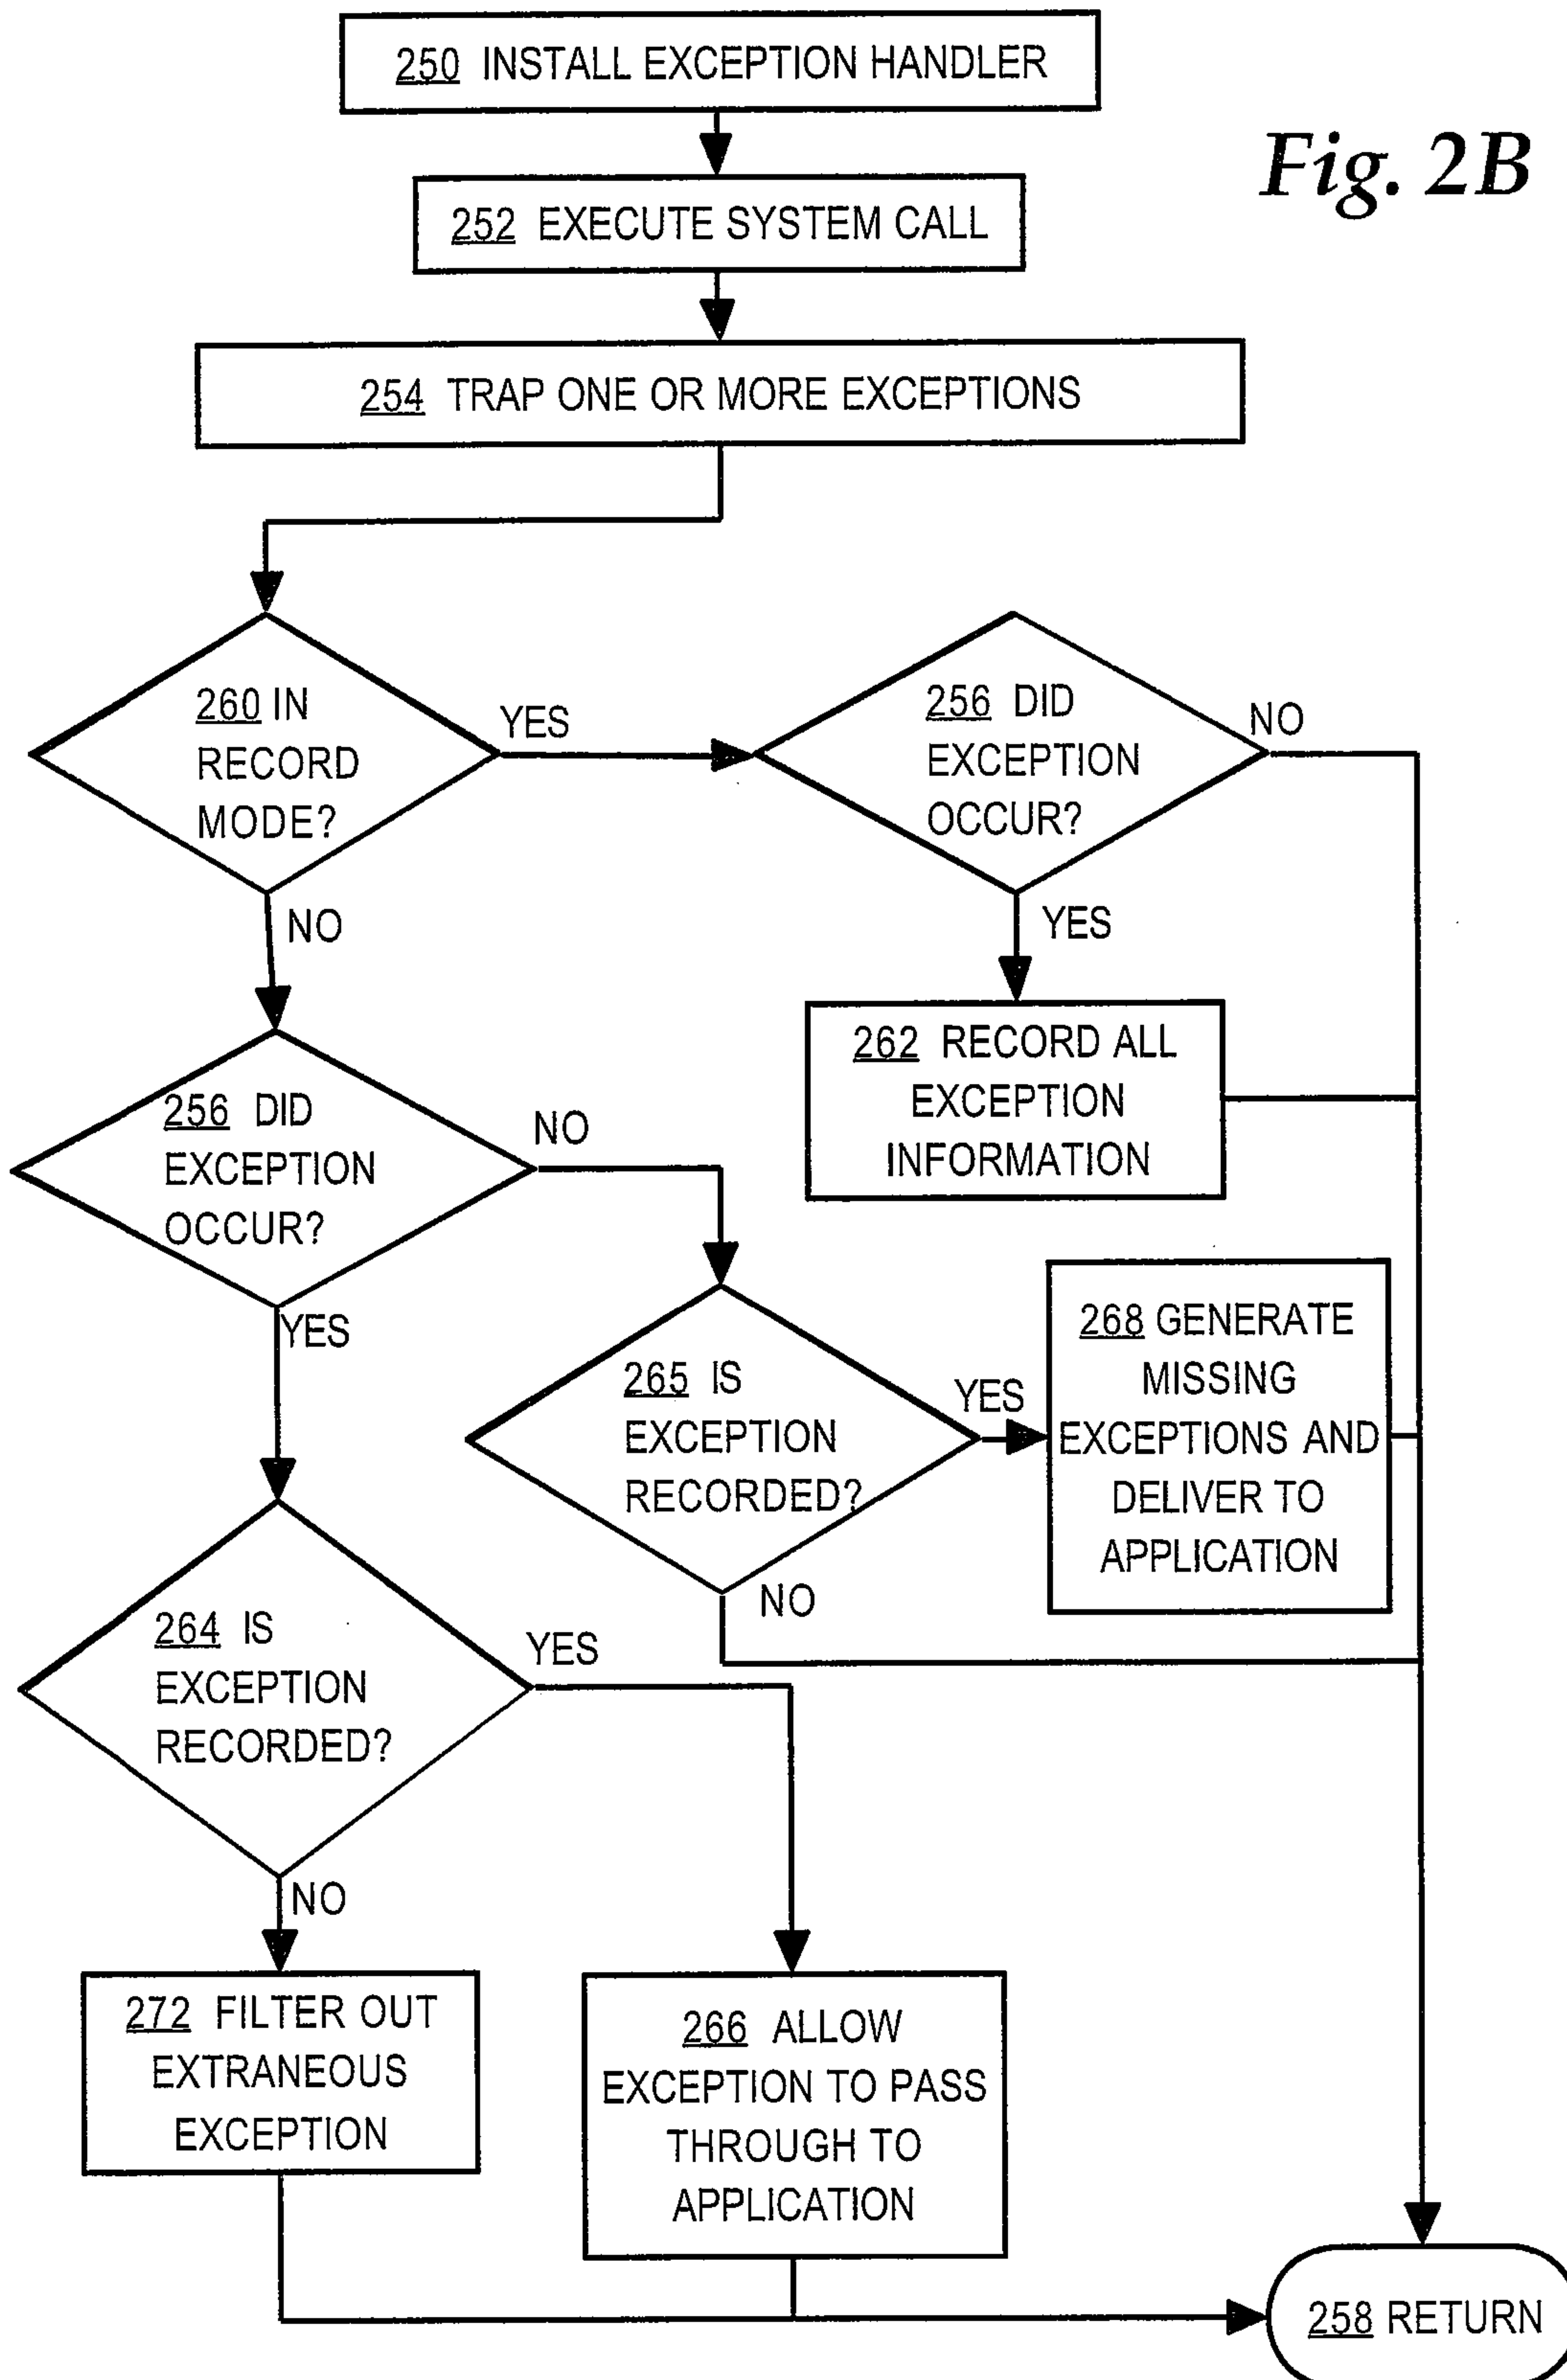 250 INSTALL EXCEPTION HANDLER
Fig. 2B
252 EXECUTE SYSTEM CALL
254 TRAP ONE OR MORE EXCEPTIONS
260 IN
RECORD
MODE?
YES
NO
256 DID
EXCEPTION
OCCUR?
NO
YES
262 RECORD ALL
EXCEPTION
INFORMATION
256 DID
EXCEPTION
OCCUR?
NO
YES
265 IS
EXCEPTION
RECORDED?
YES
NO
268 GENERATE
MISSING
EXCEPTIONS AND
DELIVER TO
APPLICATION
264 IS
EXCEPTION
RECORDED?
YES
NO
272 FILTER OUT
EXTRANEOUS
EXCEPTION
266 ALLOW
EXCEPTION TO PASS
THROUGH TO
APPLICATION
258 RETURN